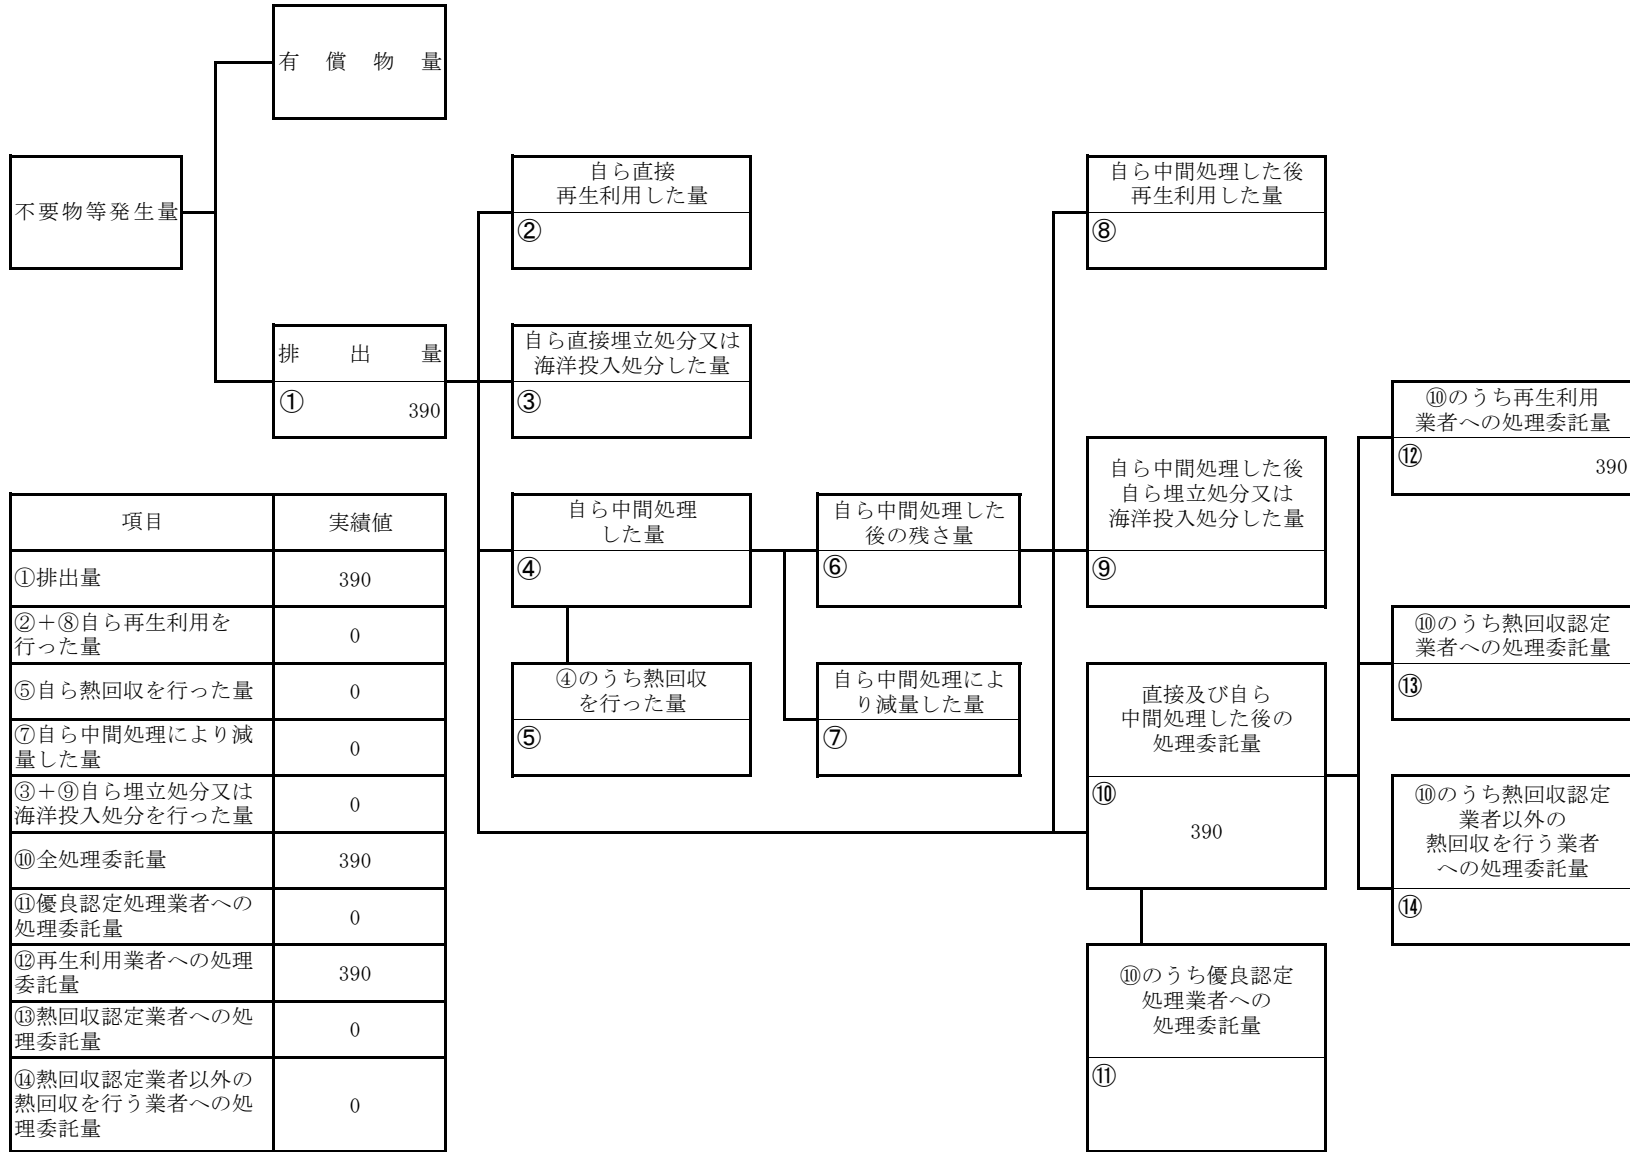 有償物量
不要物等発生量
自ら直接
再生利用した量
②
自ら中間処理した後
再生利用した量
⑧
排出量
①
390
自ら直接埋立処分又は
海洋投入処分した量
③
⑩のうち再生利用
業者への処理委託量
⑫
390
自ら中間処理
した量
④
自ら中間処理した
後の残さ量
⑥
自ら中間処理した後
自ら埋立処分又は
海洋投入処分した量
⑨
④のうち熱回収
を行った量
⑤
自ら中間処理によ
り減量した量
⑦
直接及び自ら
中間処理した後の
処理委託量
⑩
390
⑩のうち熱回収認定
業者への処理委託量
⑬
⑩のうち熱回収認定
業者以外の
熱回収を行う業者
への処理委託量
⑭
⑩のうち優良認定
処理業者への
処理委託量
⑪
項目 実績値
①排出量 390
②+⑧自ら再生利用を
行った量
0
⑤自ら熱回収を行った量 0
⑦自ら中間処理により減
量した量
0
③+⑨自ら埋立処分又は
海洋投入処分を行った量
0
⑩全処理委託量 390
⑪優良認定処理業者への
処理委託量
0
⑫再生利用業者への処理
委託量
390
⑬熱回収認定業者への処
理委託量
0
⑭熱回収認定業者以外の
熱回収を行う業者への処
理委託量
0